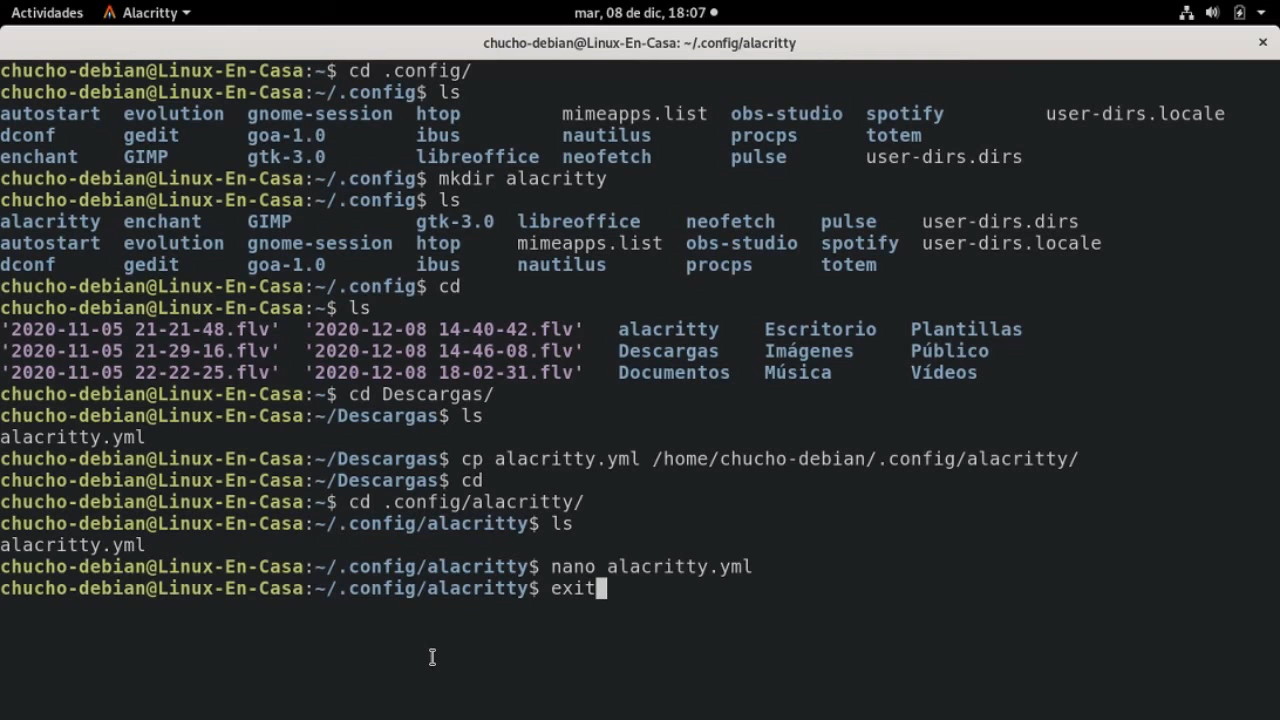 Actividades Alacritty mar, 08 de dic, 18:07
chucho-debian@Linux-En-Casa: ~/.config/alacritty ×
chucho-debian@Linux-En-Casa:~$ cd .config/
chucho-debian@Linux-En-Casa:~/.config$ ls
autostart evolution gnome-session htop mimeapps.list obs-studio spotify user-dirs.locale
dconf gedit goa-1.0 ibus nautilus procps totem
enchant GIMP gtk-3.0 libreoffice neofetch pulse user-dirs.dirs
chucho-debian@Linux-En-Casa:~/.config$ mkdir alacritty
chucho-debian@Linux-En-Casa:~/.config$ ls
alacritty enchant GIMP gtk-3.0 libreoffice neofetch pulse user-dirs.dirs
autostart evolution gnome-session htop mimeapps.list obs-studio spotify user-dirs.locale
dconf gedit goa-1.0 ibus nautilus procps totem
chucho-debian@Linux-En-Casa:~/.config$ cd
chucho-debian@Linux-En-Casa:~$ ls
'2020-11-05 21-21-48.flv' '2020-12-08 14-40-42.flv' alacritty Escritorio Plantillas
'2020-11-05 21-29-16.flv' '2020-12-08 14-46-08.flv' Descargas Imágenes Público
'2020-11-05 22-22-25.flv' '2020-12-08 18-02-31.flv' Documentos Música Vídeos
chucho-debian@Linux-En-Casa:~$ cd Descargas/
chucho-debian@Linux-En-Casa:~/Descargas$ ls
alacritty.yml
chucho-debian@Linux-En-Casa:~/Descargas$ cp alacritty.yml /home/chucho-debian/.config/alacritty/
chucho-debian@Linux-En-Casa:~/Descargas$ cd
chucho-debian@Linux-En-Casa:~$ cd .config/alacritty/
chucho-debian@Linux-En-Casa:~/.config/alacritty$ ls
alacritty.yml
chucho-debian@Linux-En-Casa:~/.config/alacritty$ nano alacritty.yml
chucho-debian@Linux-En-Casa:~/.config/alacritty$ exit